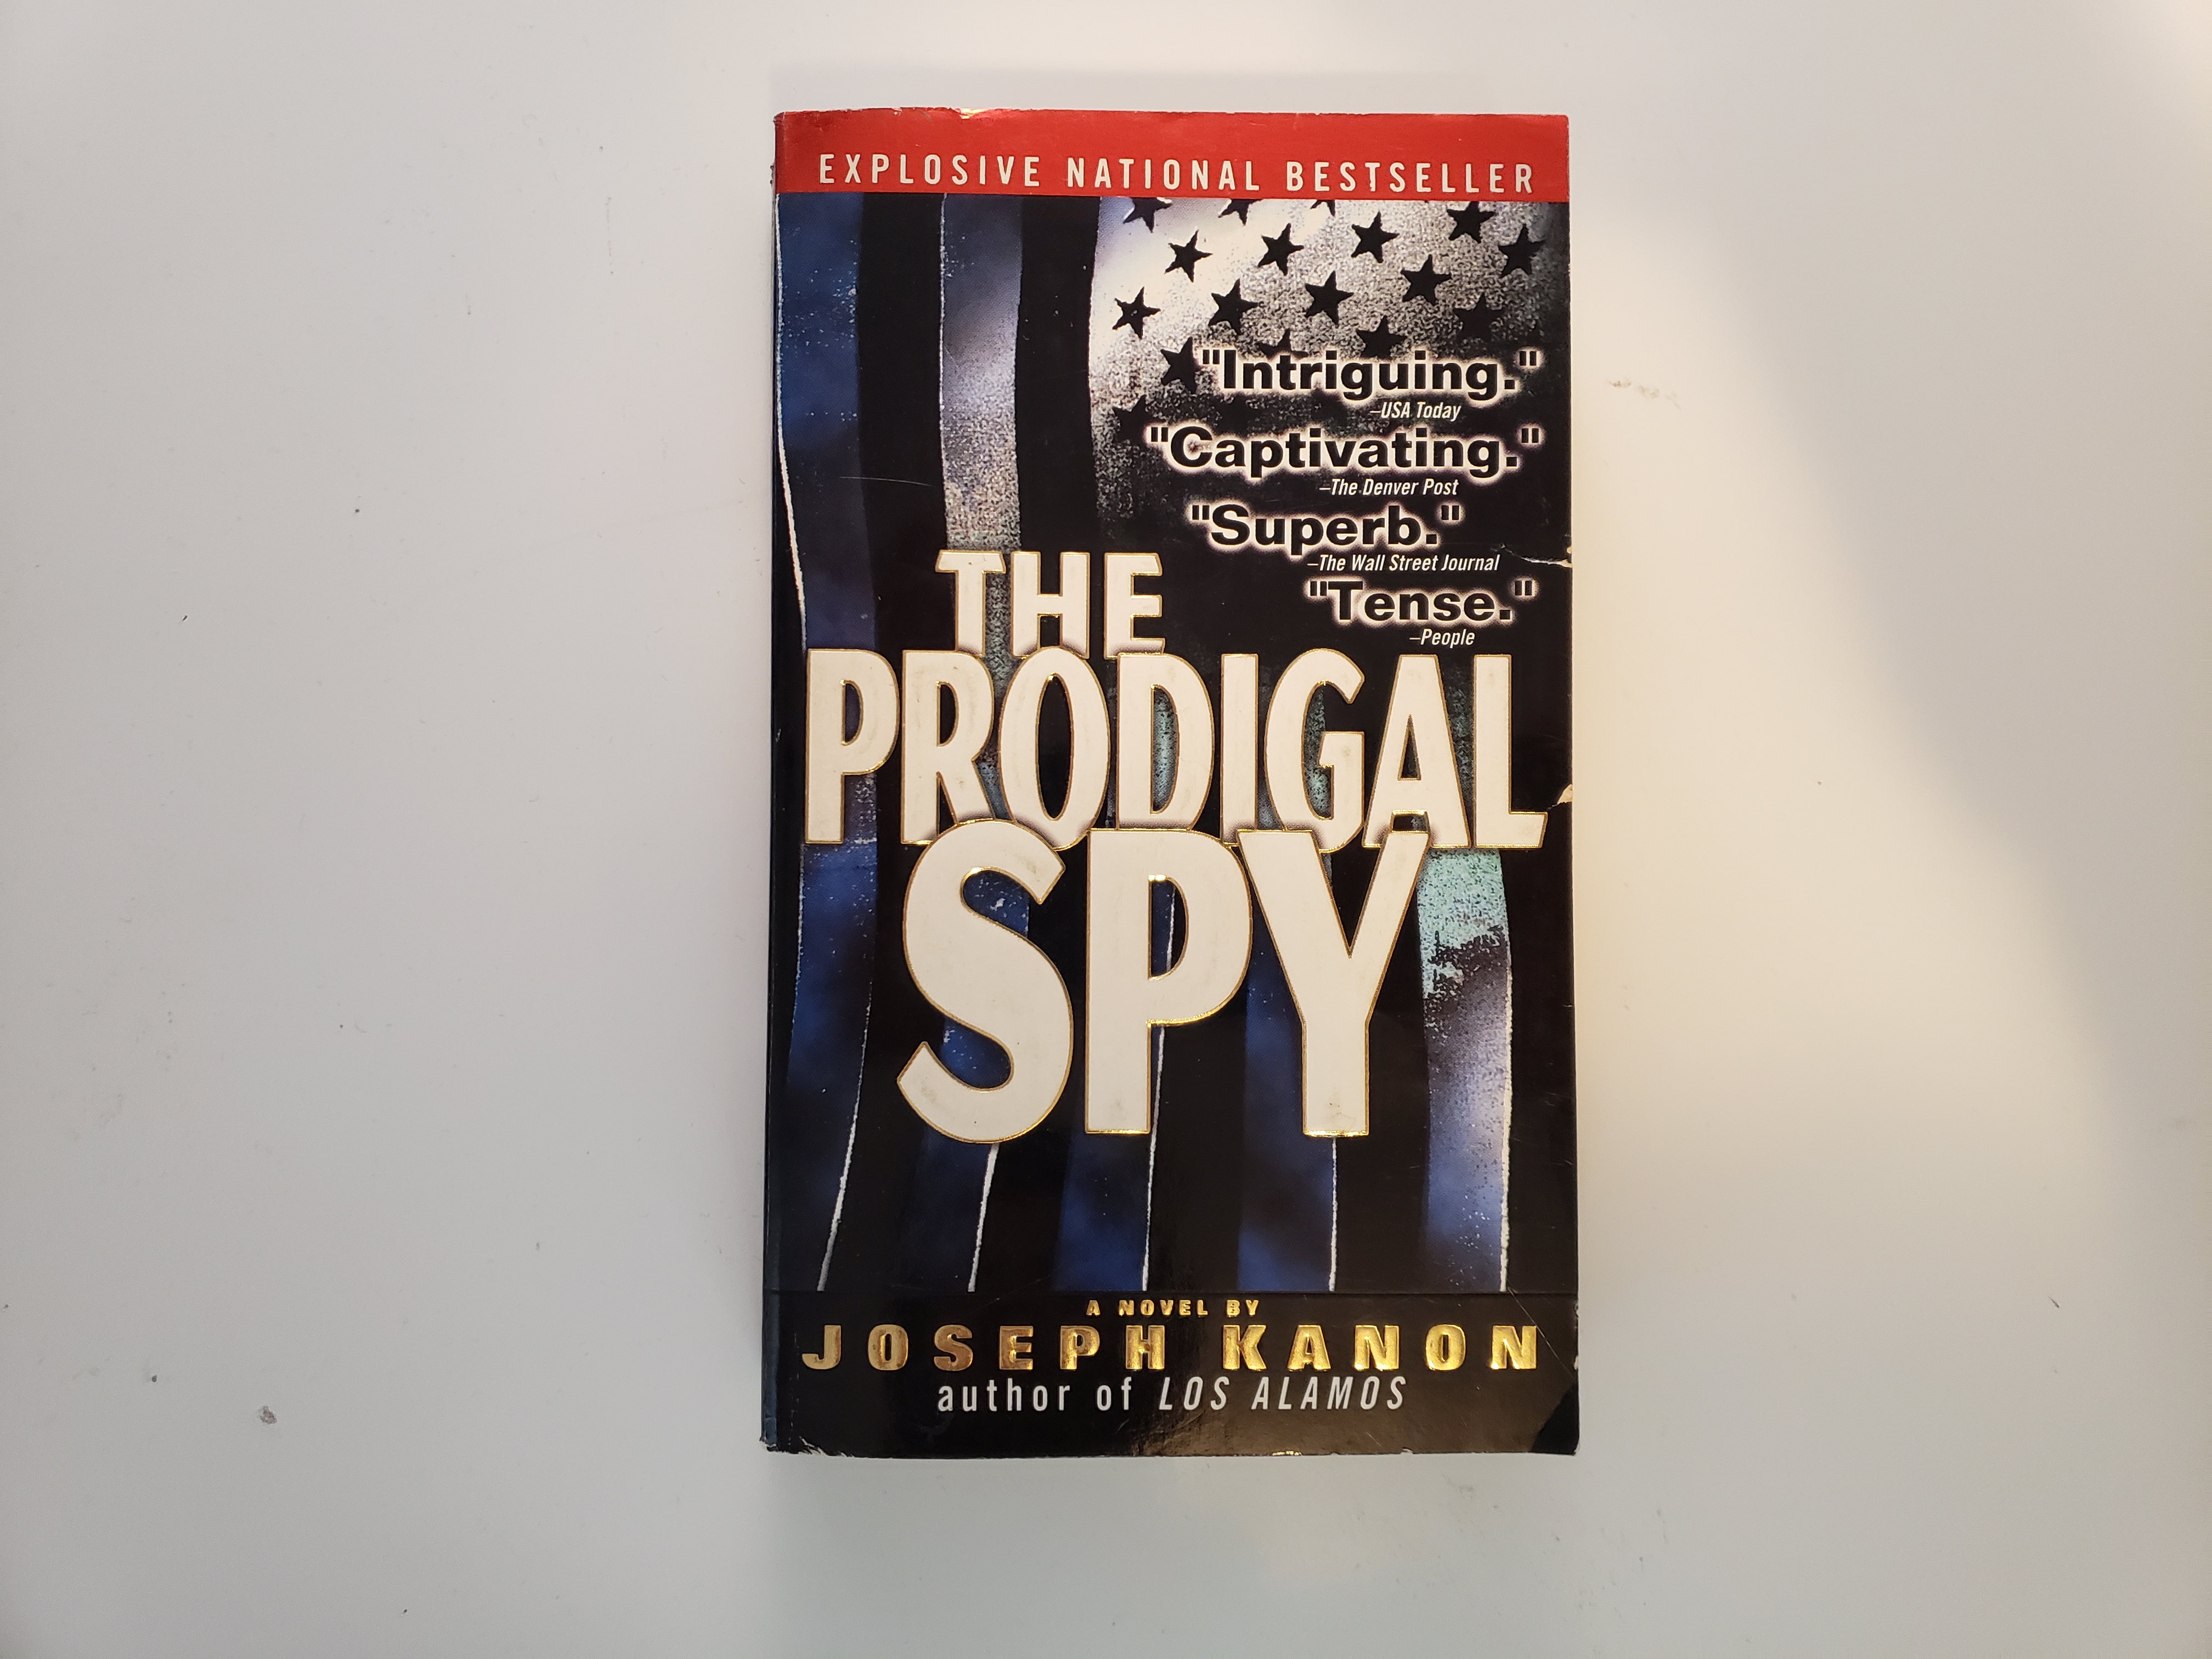 EXPLOSIVE NATIONAL BESTSELLER
"Intriguing."
–USA Today
"Captivating."
–The Denver Post
"Superb."
–The Wall Street Journal
"Tense."
–People
THE
PRODIGAL
SPY
A NOVEL BY
JOSEPH KANON
author of LOS ALAMOS